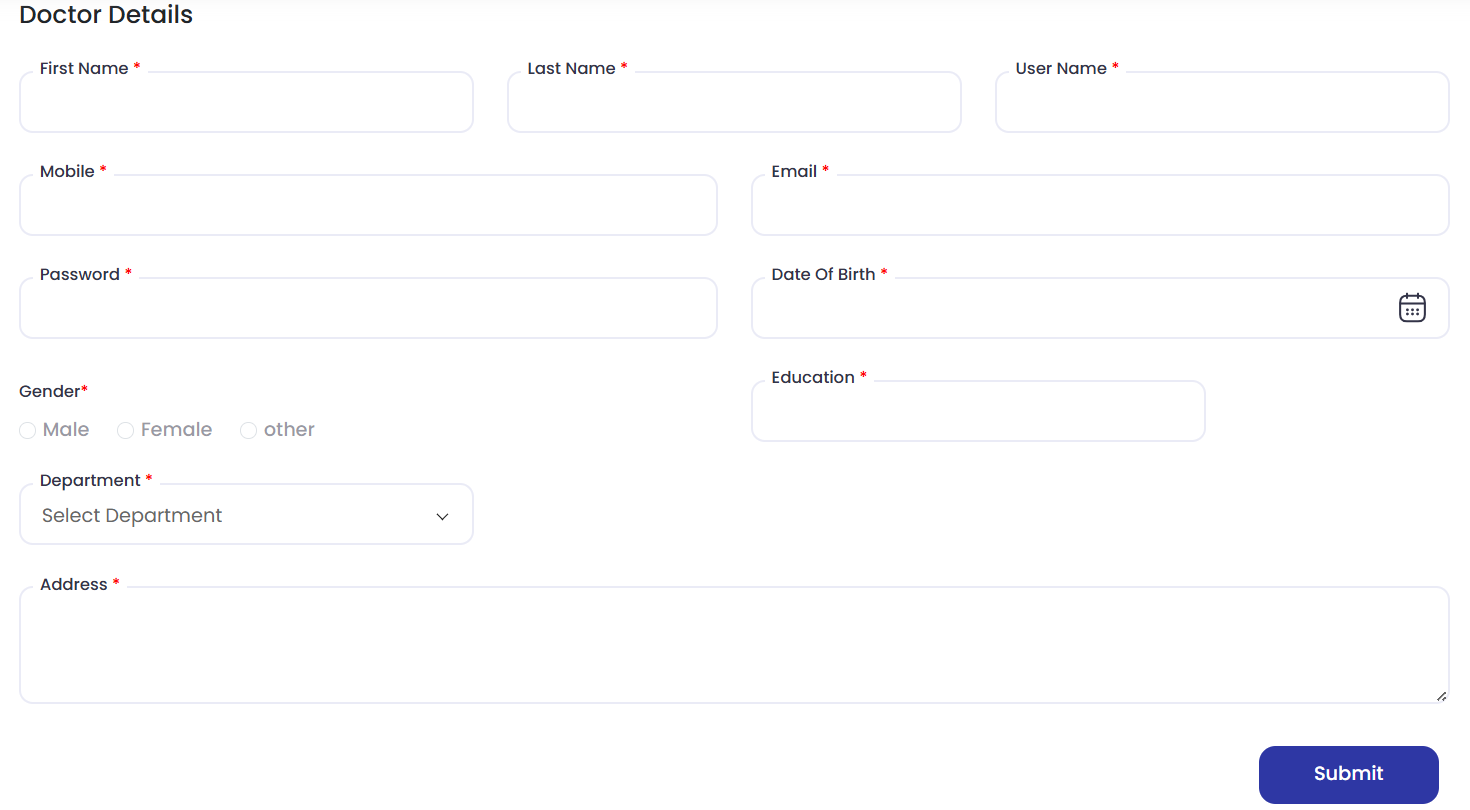 Doctor Details
First Name * Last Name * User Name *
Mobile * Email *
Password * Date Of Birth *
Education *
Gender*
Male Female other
Department *
Select Department
Address *
Submit